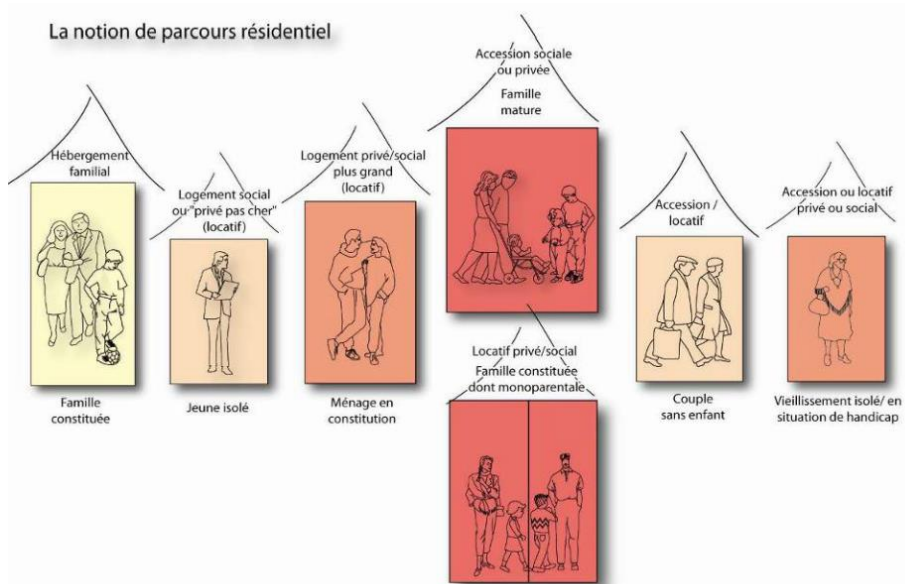 La notion de parcours résidentiel
Hébergement
familial
Famille
constituée
Logement social
ou "privé pas cher"
(locatif)
Jeune isolé
Logement privé/social
plus grand
(locatif)
Ménage en
constitution
Accession sociale
ou privée
Famille
mature
Locatif privé/social
Famille constituée
dont monoparentale
Accession /
locatif
Couple
sans enfant
Accession ou locatif
privé ou social
Vieillissement isolé/ en
situation de handicap